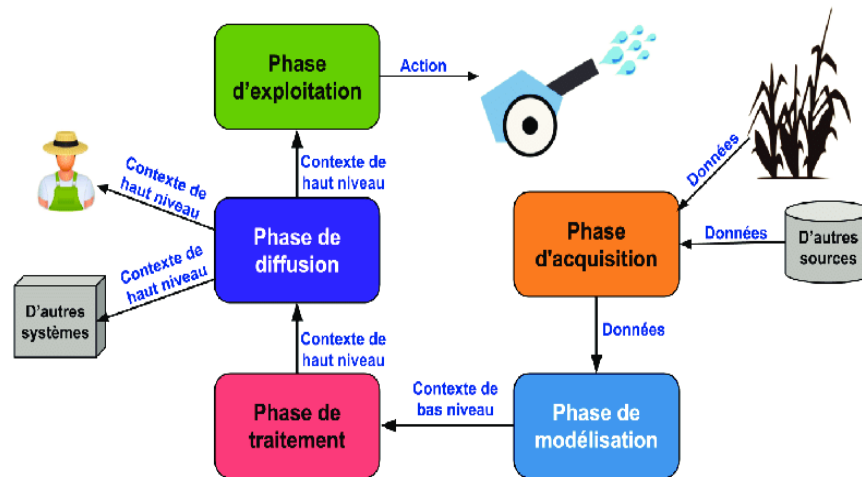 Phase
d'exploitation
Action
Contexte de
haut niveau
Contexte de
haut niveau
Phase de
diffusion
Contexte de
haut niveau
D'autres
systèmes
Données
Phase
d'acquisition
Données
D'autres
sources
Données
Contexte de
haut niveau
Phase de
traitement
Contexte de
bas niveau
Phase de
modélisation